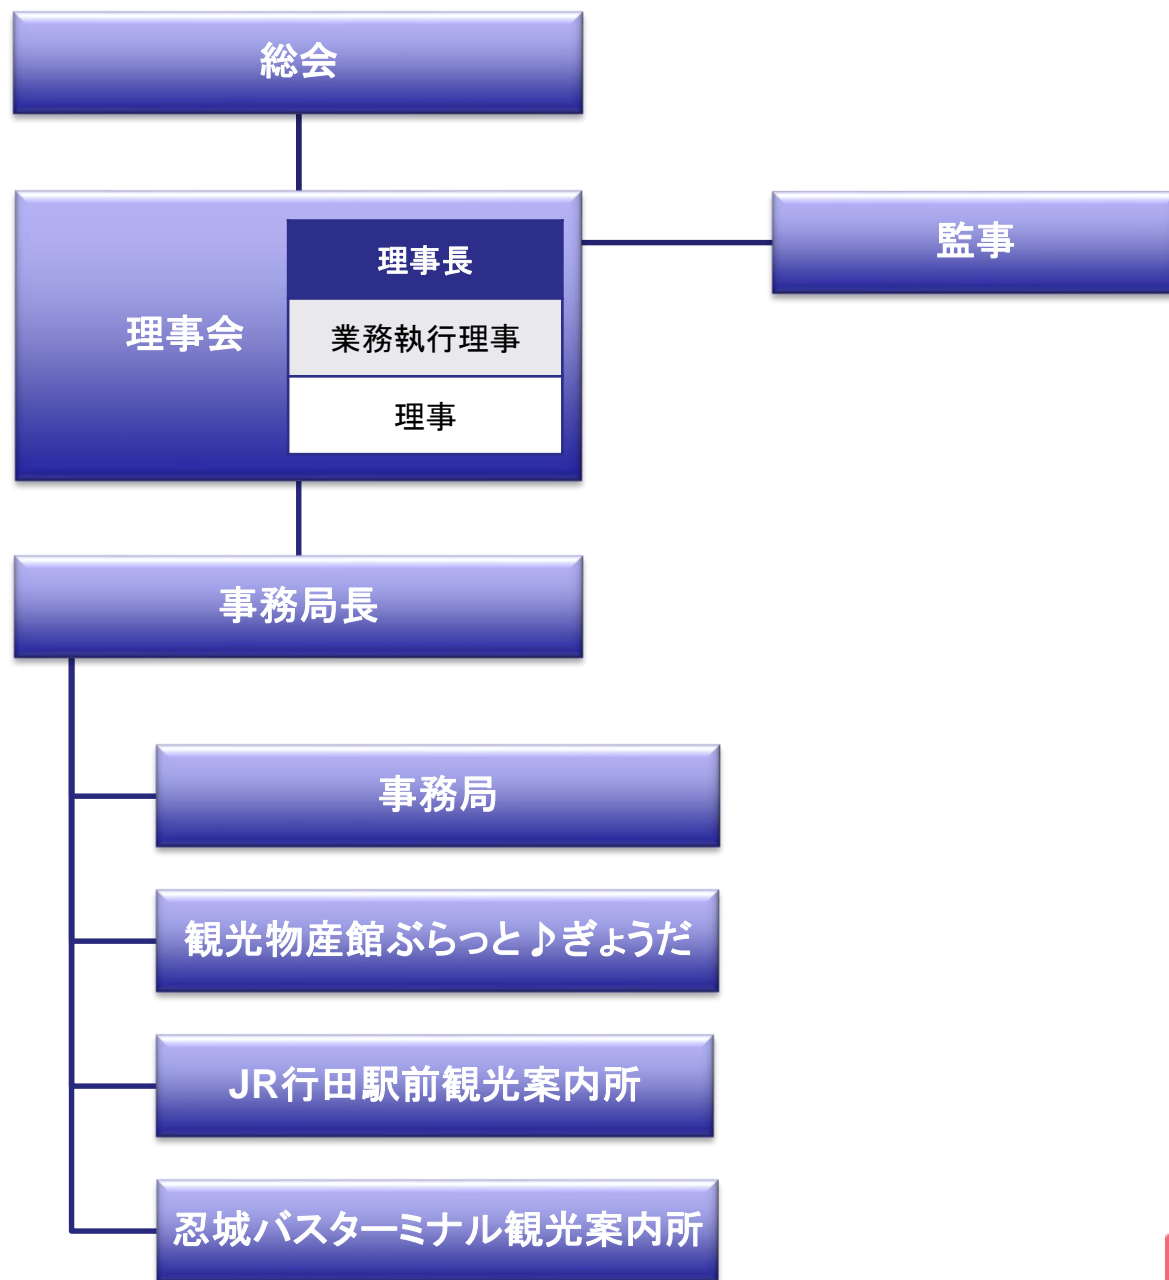 総会
理事会
理事長
業務執行理事
理事
監事
事務局長
事務局
観光物産館ぶらっと♪ぎょうだ
JR行田駅前観光案内所
忍城バスターミナル観光案内所